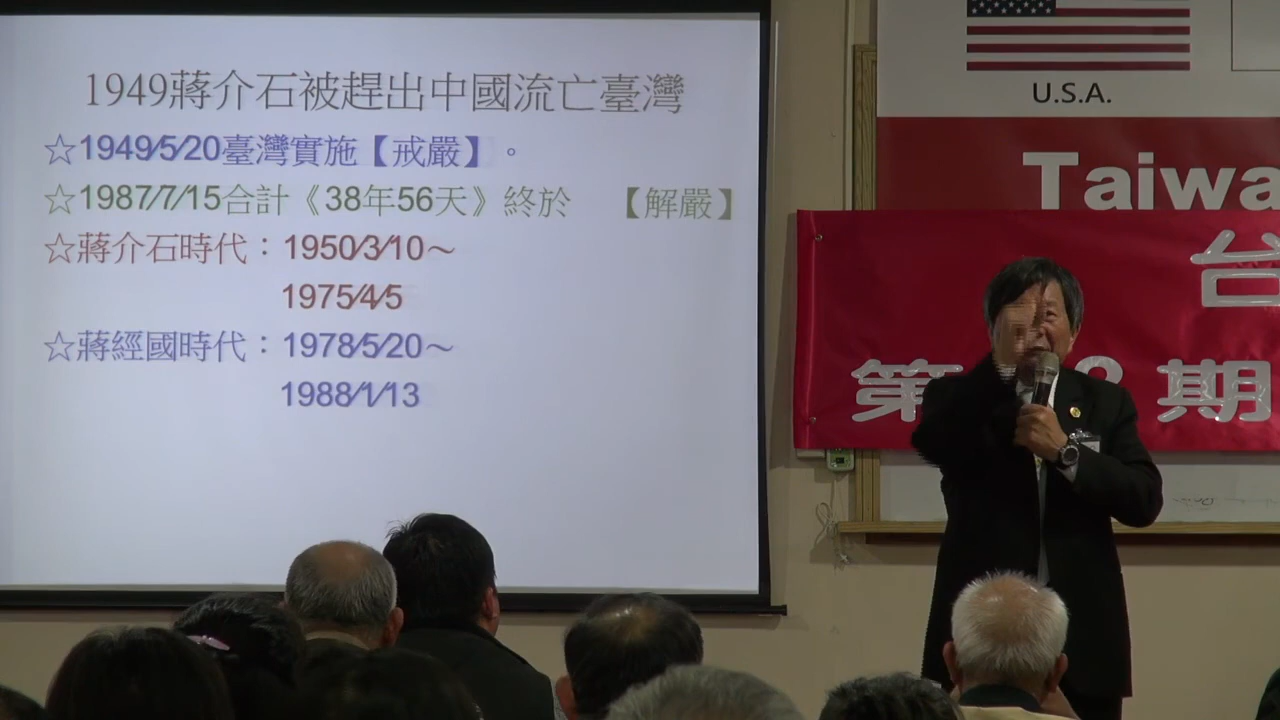 1949蔣介石被趕出中國流亡臺灣
☆1949/5/20臺灣實施【戒嚴】。
☆1987/7/15合計《38年56天》終於 【解嚴】
☆蔣介石時代：1950/3/10～
1975/4/5
☆蔣經國時代：1978/5/20～
1988/1/13
U.S.A.
Taiwa
台
第 期